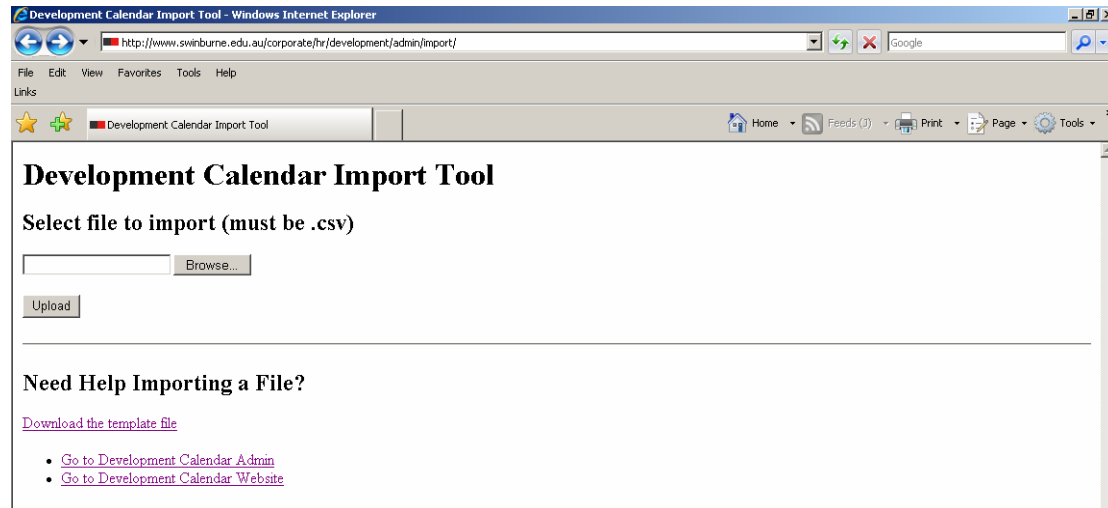 Development Calendar Import Tool - Windows Internet Explorer
http://www.swinburne.edu.au/corporate/hr/development/admin/import/ Google
File Edit View Favorites Tools Help
Links
Development Calendar Import Tool Home Feeds (J) Print Page Tools
Development Calendar Import Tool
Select file to import (must be .csv)
Browse...
Upload
Need Help Importing a File?
Download the template file
• Go to Development Calendar Admin
• Go to Development Calendar Website